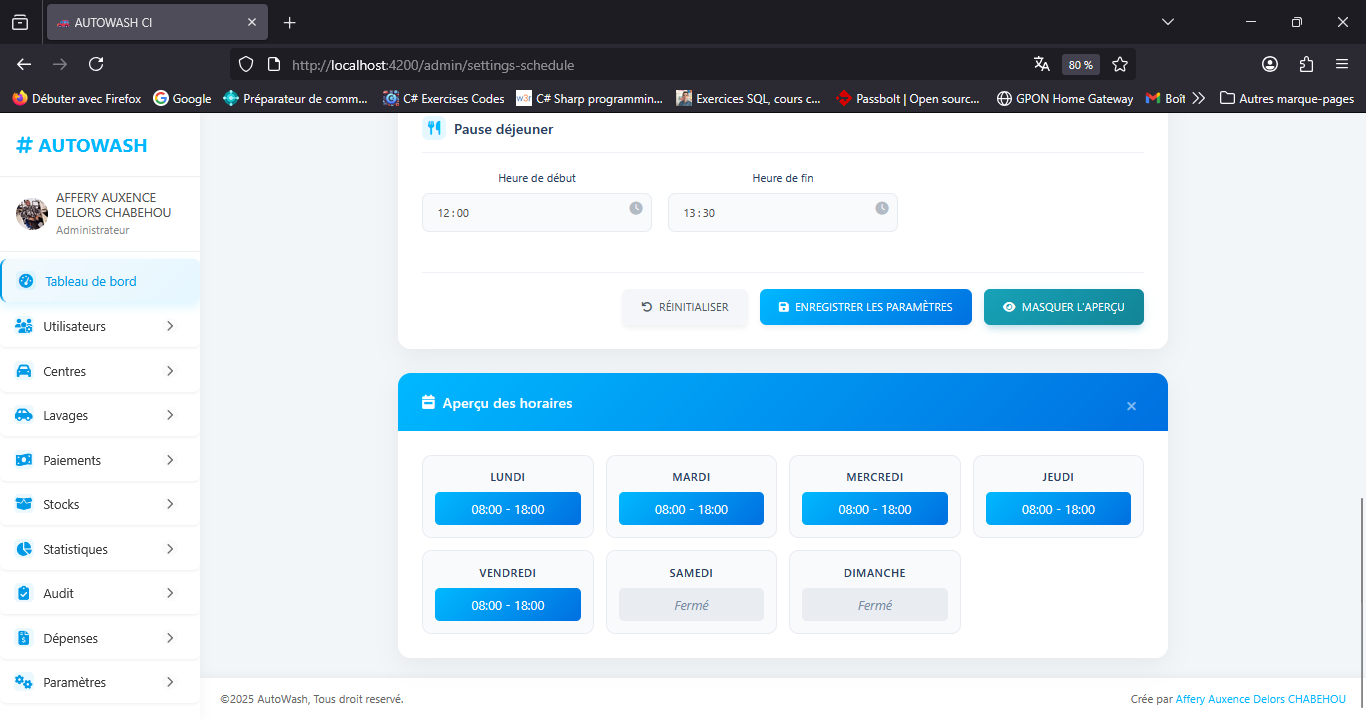 AUTOWASH CI
http://localhost:4200/admin/settings-schedule
80 %
Débuter avec Firefox
Google
Préparateur de comm...
C# Exercises Codes
w3r
C# Sharp programmin...
Exercices SQL, cours c...
Passbolt | Open sourc...
GPON Home Gateway
Boît
Autres marque-pages
# AUTOWASH
AFFERY AUXENCE
DELORS CHABEHOU
Administrateur
Tableau de bord
Utilisateurs
Centres
Lavages
Paiements
Stocks
Statistiques
Audit
Dépenses
Paramètres
Pause déjeuner
Heure de début
Heure de fin
12:00
13:30
RÉINITIALISER
ENREGISTRER LES PARAMÈTRES
MASQUER L'APERÇU
Aperçu des horaires
×
LUNDI
08:00 - 18:00
MARDI
08:00 - 18:00
MERCREDI
08:00 - 18:00
JEUDI
08:00 - 18:00
VENDREDI
08:00 - 18:00
SAMEDI
Fermé
DIMANCHE
Fermé
©2025 AutoWash, Tous droit reservé.
Crée par Affery Auxence Delors CHABEHOU